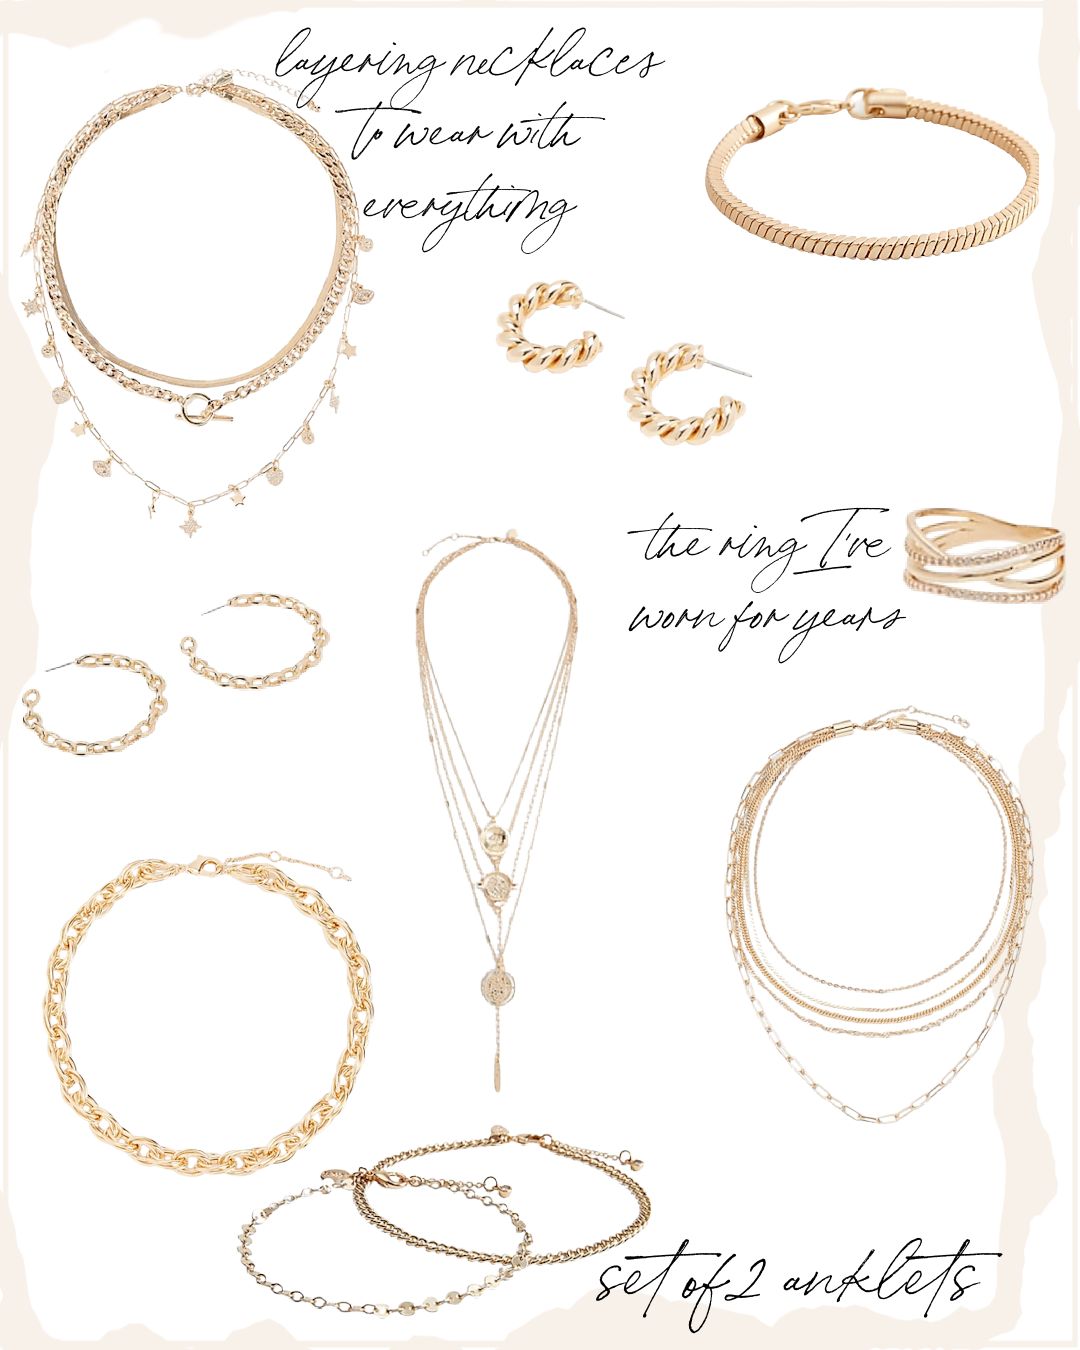 layering necklaces
to wear with
everything
the ring I've
worn for years
set of 2 anklets